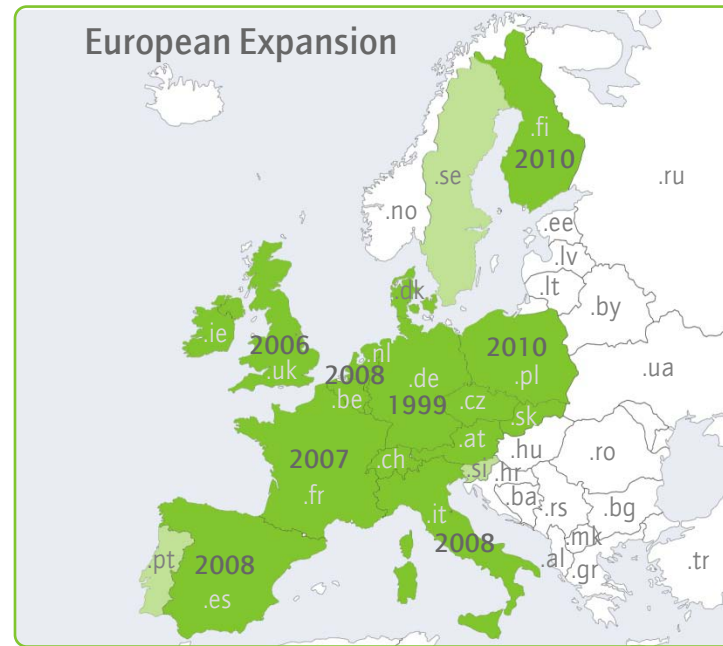 European Expansion
.fi
2010
.se
.ru
.no
.ee
.lv
.lt
.dk
.by
.ie
2006
.uk
.nl
2008
.be
.de
1999
2010
.pl
.ua
.cz
.sk
.at
.hu
.ch
2007
.fr
.si
.hr
.ro
.ba
.rs
.bg
.it
2008
.mk
.al
.gr
.tr
.pt
2008
.es